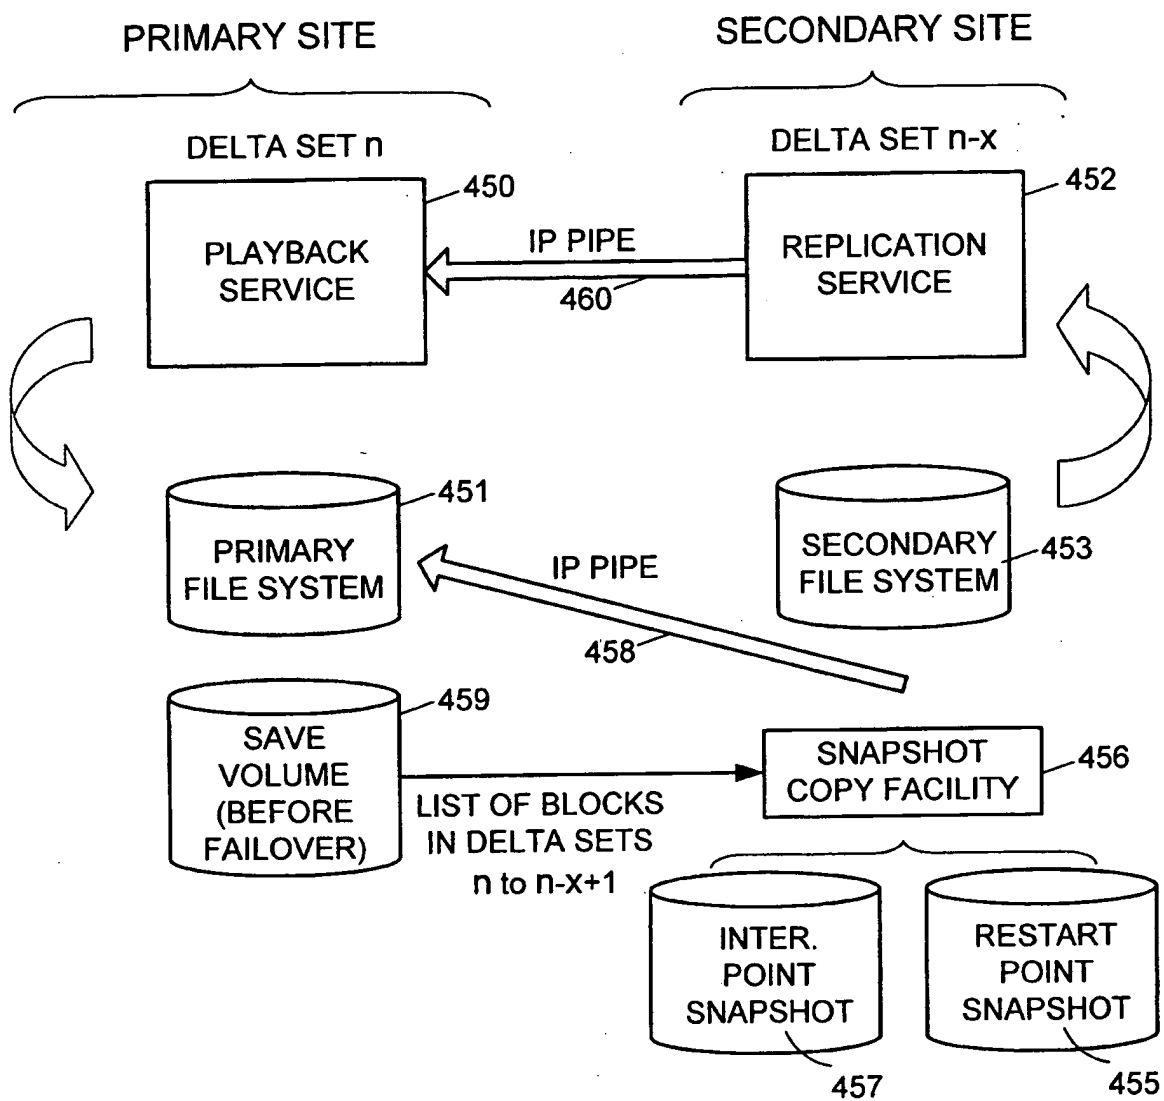 PRIMARY SITE
SECONDARY SITE
DELTA SET n
DELTA SET n-x
450
452
PLAYBACK
SERVICE
IP PIPE
460
REPLICATION
SERVICE
451
PRIMARY
FILE SYSTEM
IP PIPE
458
SECONDARY
FILE SYSTEM
453
459
SAVE
VOLUME
(BEFORE
FAILOVER)
LIST OF BLOCKS
IN DELTA SETS
n to n-x+1
SNAPSHOT
COPY FACILITY
456
INTER.
POINT
SNAPSHOT
457
RESTART
POINT
SNAPSHOT
455